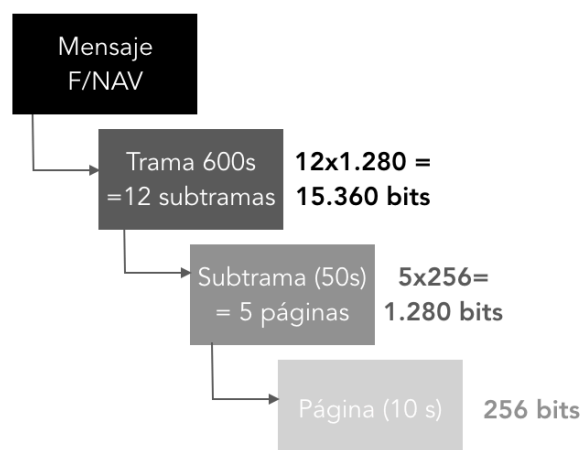 Mensaje
F/NAV
Trama 600s
=12 subtramas
12x1.280 =
15.360 bits
Subtrama (50s)
= 5 páginas
5x256=
1.280 bits
Página (10 s)
256 bits